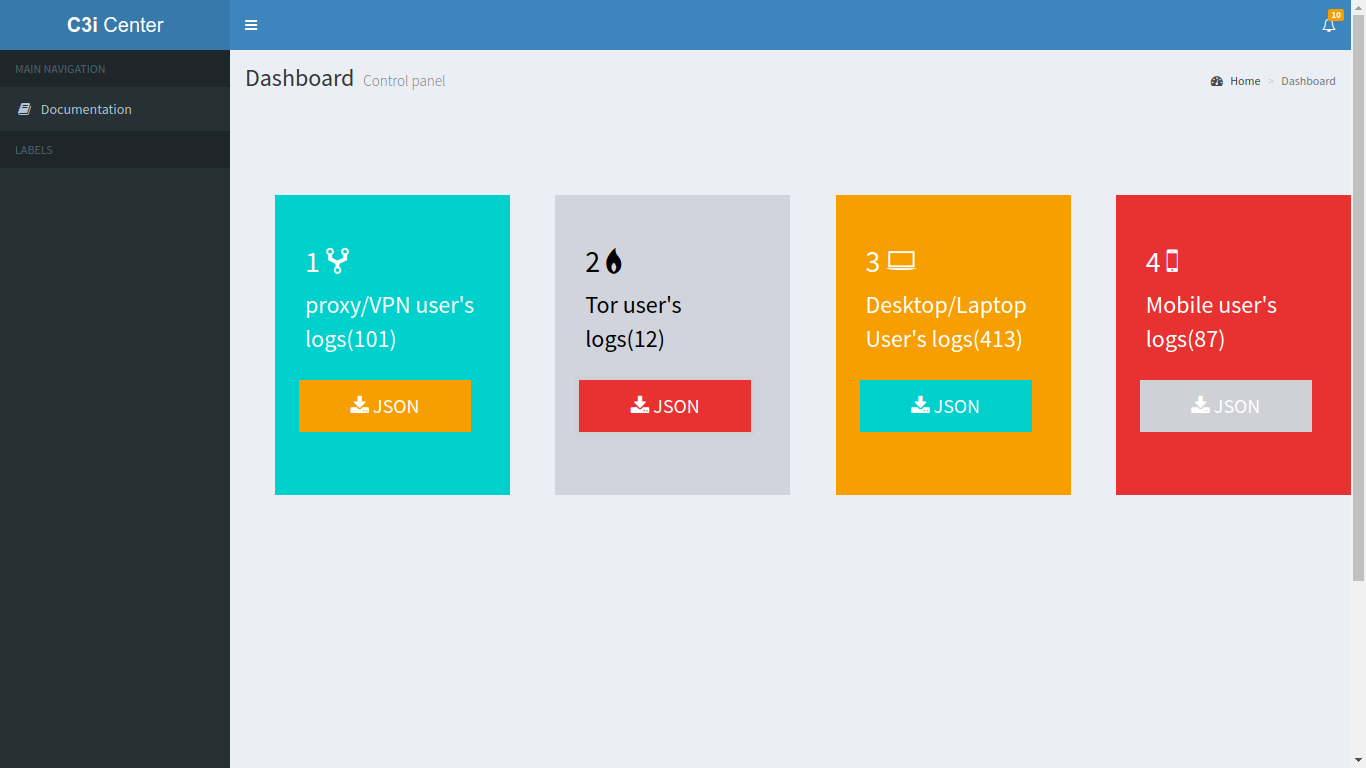 C3i Center
10
MAIN NAVIGATION
Documentation
LABELS
Dashboard Control panel
Home > Dashboard
1
proxy/VPN user's
logs(101)
JSON
2
Tor user's
logs(12)
JSON
3
Desktop/Laptop
User's logs(413)
JSON
4
Mobile user's
logs(87)
JSON